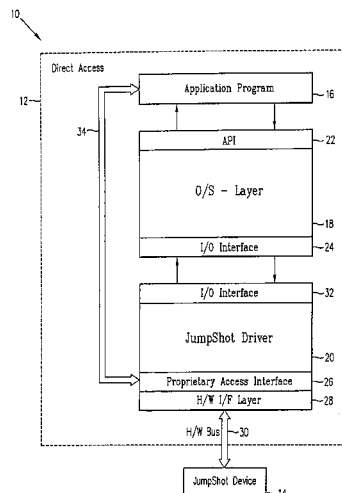 10
Direct Access
12
Application Program
16
34
API
22
O/S - Layer
18
I/O Interface
24
I/O Interface
32
JumpShot Driver
20
Proprietary Access Interface
26
H/W I/F Layer
28
H/W Bus
30
JumpShot Device
14